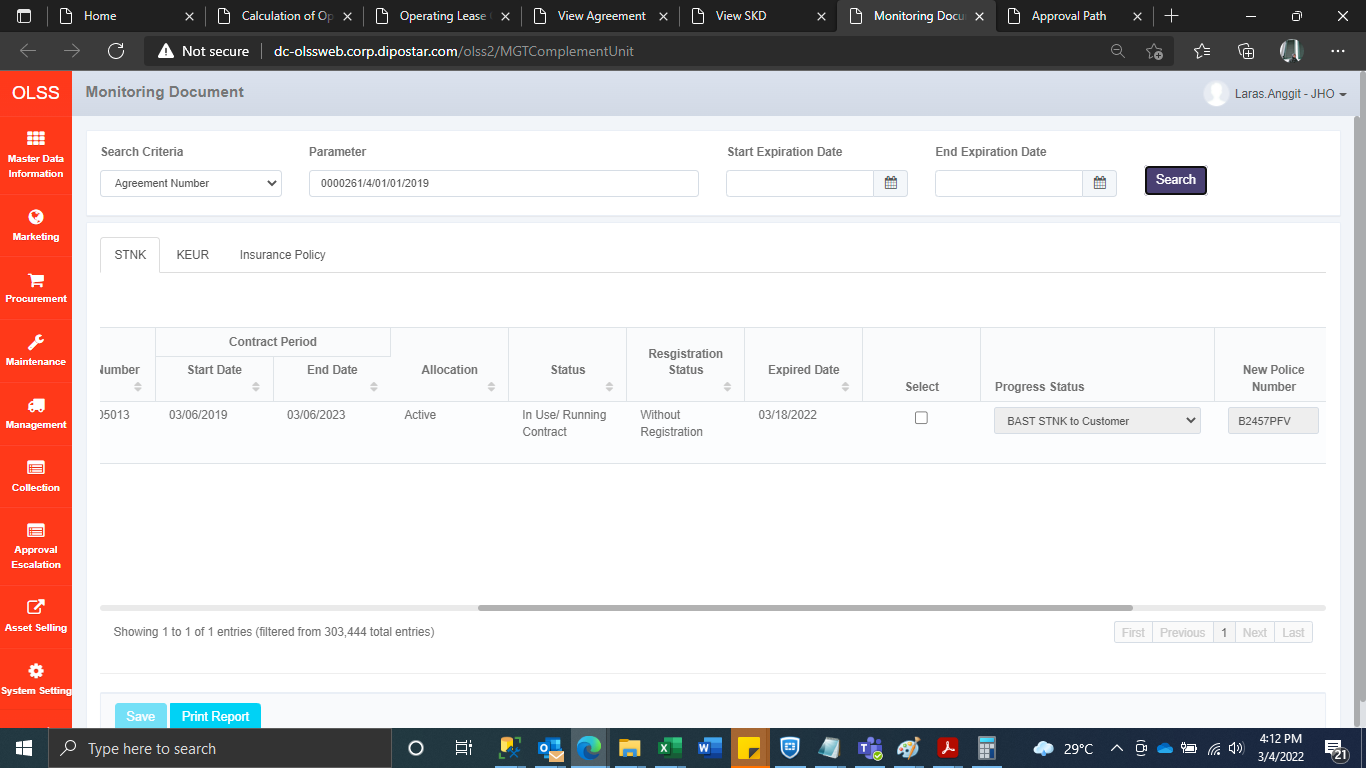 Home
Calculation of Op
Operating Lease
View Agreement
View SKD
Monitoring Docu
Approval Path
Not secure
dc-olssweb.corp.dipostar.com/olss2/MGTComplementUnit
OLSS
Monitoring Document
Laras.Anggit - JHO
Master Data
Information
Marketing
Procurement
Maintenance
Management
Collection
Approval
Escalation
Asset Selling
System Setting
Search Criteria
Parameter
Start Expiration Date
End Expiration Date
Agreement Number
0000261/4/01/01/2019
Search
STNK
KEUR
Insurance Policy
Number
Contract Period
Start Date
End Date
Allocation
Status
Resgistration
Status
Expired Date
Select
Progress Status
New Police
Number
05013
03/06/2019
03/06/2023
Active
In Use/ Running
Contract
Without
Registration
03/18/2022
BAST STNK to Customer
B2457PFV
Showing 1 to 1 of 1 entries (filtered from 303,444 total entries)
First
Previous
1
Next
Last
Save
Print Report
Type here to search
29°C
4:12 PM
3/4/2022
21